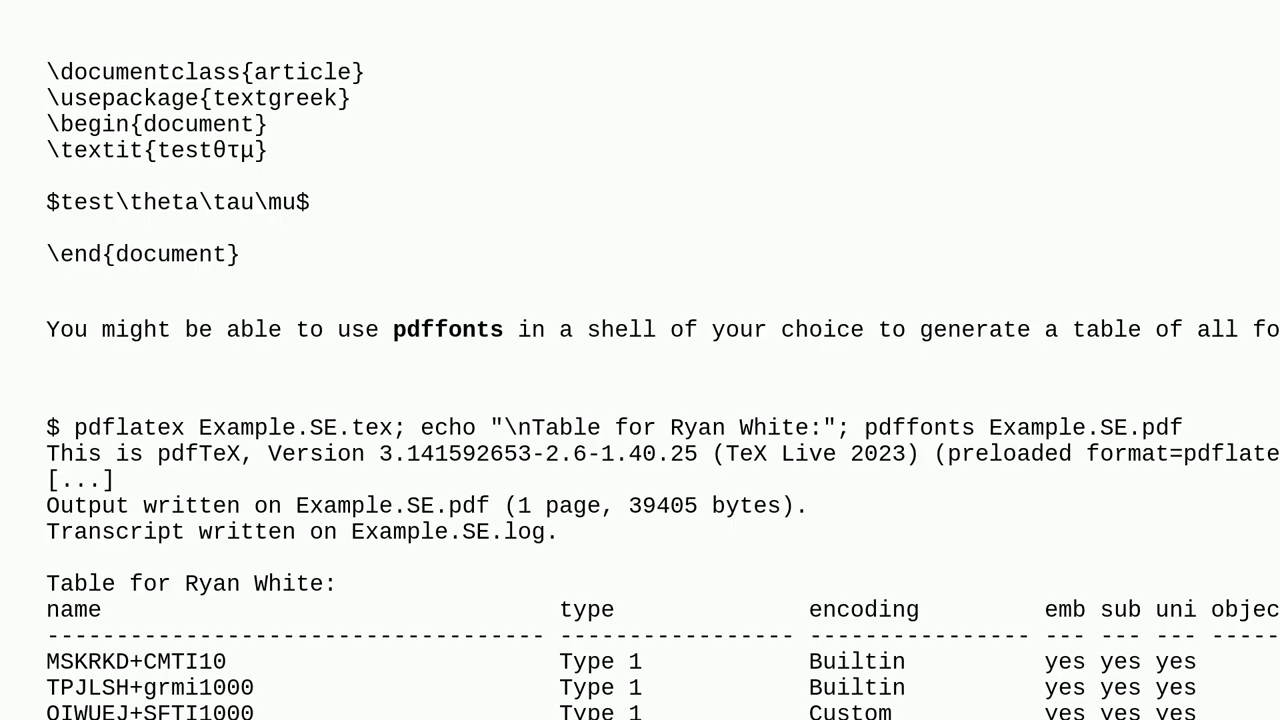 \documentclass{article}
\usepackage{textgreek}
\begin{document}
\textit{testθτμ}
$test\theta\tau\mu$
\end{document}
You might be able to use pdffonts in a shell of your choice to generate a table of all fo
$ pdflatex Example.SE.tex; echo "\nTable for Ryan White:"; pdffonts Example.SE.pdf
This is pdfTeX, Version 3.141592653-2.6-1.40.25 (TeX Live 2023) (preloaded format=pdflate
[...]
Output written on Example.SE.pdf (1 page, 39405 bytes).
Transcript written on Example.SE.log.
Table for Ryan White:
name                                 type              encoding         emb sub uni objec
------------------------------------ ----------------- ---------------- --- --- --- -----
MSKRKD+CMTI10                        Type 1            Builtin          yes yes yes
TPJLSH+grmi1000                      Type 1            Builtin          yes yes yes
QIWUEJ+SFTI1000                      Type 1            Custom           yes yes yes